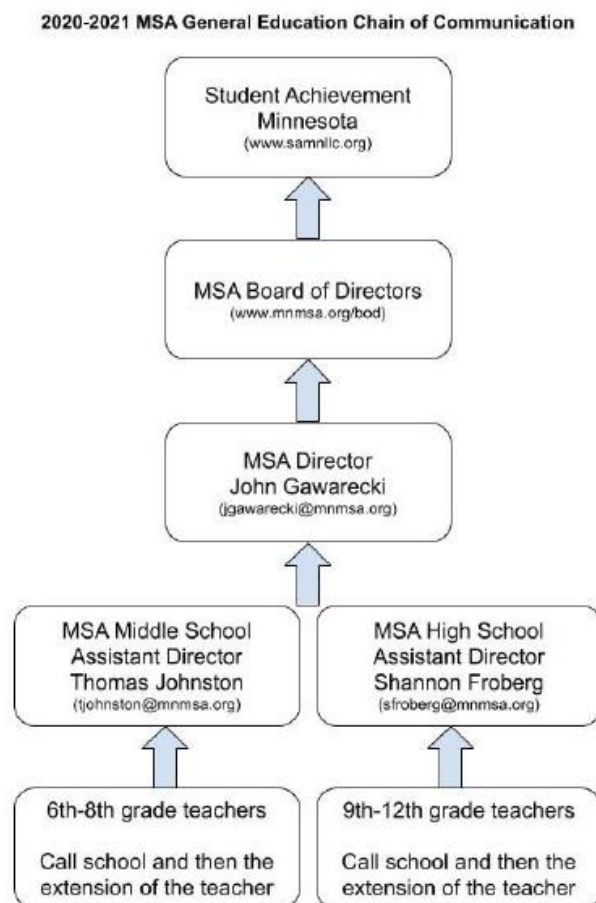 2020-2021 MSA General Education Chain of Communication
Student Achievement
Minnesota
(www.samnllc.org)
MSA Board of Directors
(www.mnmsa.org/bod)
MSA Director
John Gawarecki
(jgawarecki@mnmsa.org)
MSA Middle School
Assistant Director
Thomas Johnston
(tjohnston@mnmsa.org)
MSA High School
Assistant Director
Shannon Froberg
(sfroberg@mnmsa.org)
6th-8th grade teachers
Call school and then the
extension of the teacher
9th-12th grade teachers
Call school and then the
extension of the teacher